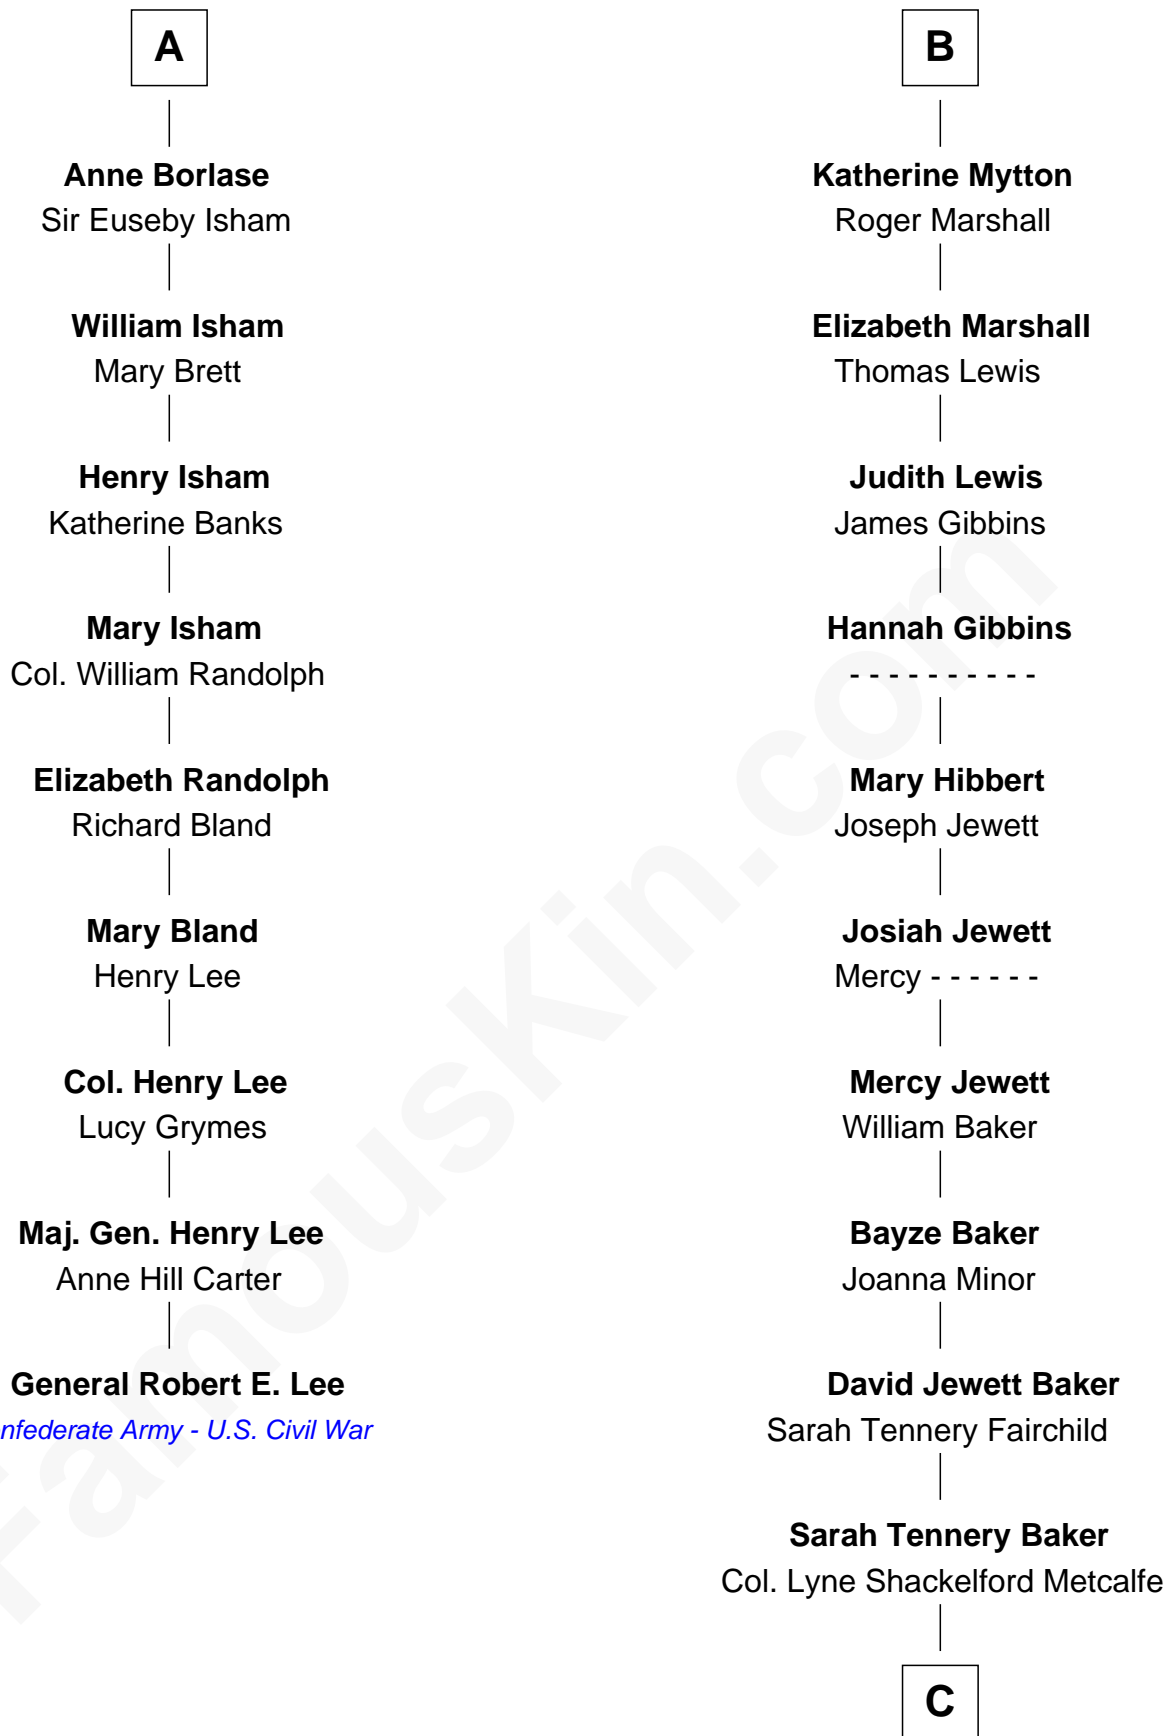 A
Anne Borlase
Sir Euseby Isham
William Isham
Mary Brett
Henry Isham
Katherine Banks
Mary Isham
Col. William Randolph
Elizabeth Randolph
Richard Bland
Mary Bland
Henry Lee
Col. Henry Lee
Lucy Grymes
Maj. Gen. Henry Lee
Anne Hill Carter
General Robert E. Lee
nfederate Army - U.S. Civil War
B
Katherine Mytton
Roger Marshall
Elizabeth Marshall
Thomas Lewis
Judith Lewis
James Gibbins
Hannah Gibbins
- - - - - - - - - -
Mary Hibbert
Joseph Jewett
Josiah Jewett
Mercy - - - - - -
Mercy Jewett
William Baker
Bayze Baker
Joanna Minor
David Jewett Baker
Sarah Tennery Fairchild
Sarah Tennery Baker
Col. Lyne Shackelford Metcalfe
C
FamousKin.com